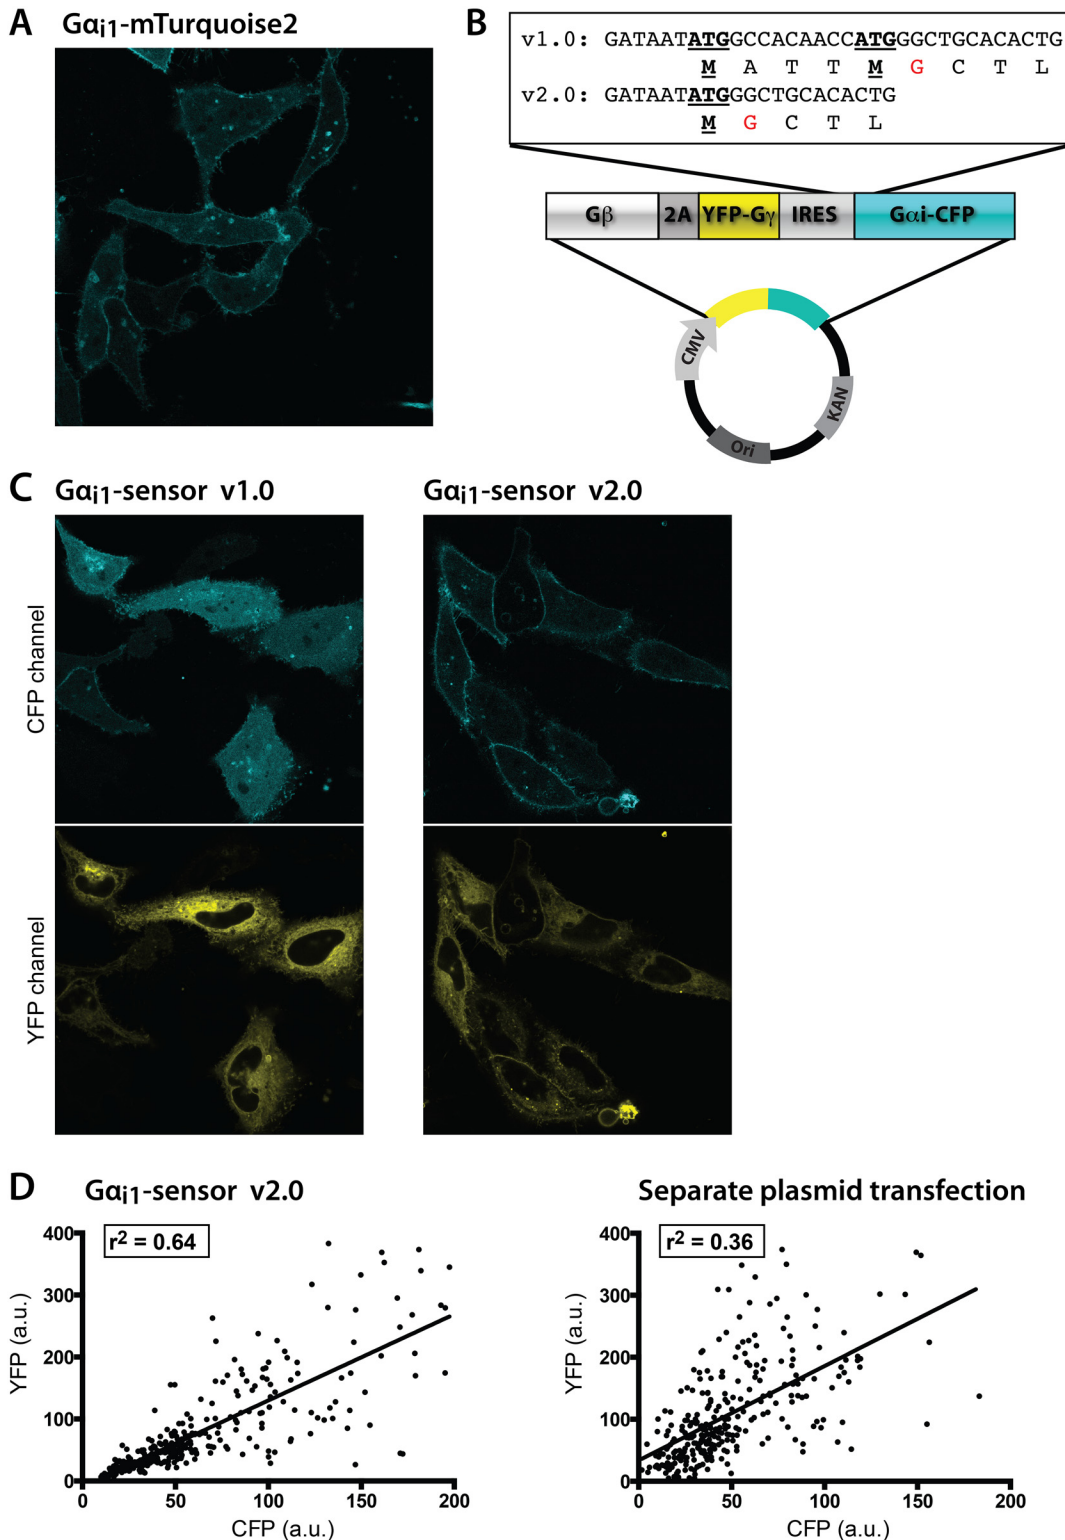 A Gαi1-mTurquoise2
B
v1.0: GATAATATGGCCACAACCATGGGCTGCACACTG
M A T T M G C T L
v2.0: GATAATATGGGCTGCACACTG
M G C T L
Gβ 2A YFP-Gγ IRES Gαi-CFP
CMV
KAN
Ori
C Gαi1-sensor v1.0 Gαi1-sensor v2.0
CFP channel
YFP channel
D Gαi1-sensor v2.0 Separate plasmid transfection
r2 = 0.64
YFP (a.u.)
400
300
200
100
0
0 50 100 150 200
CFP (a.u.)
r2 = 0.36
YFP (a.u.)
400
300
200
100
0
0 50 100 150 200
CFP (a.u.)